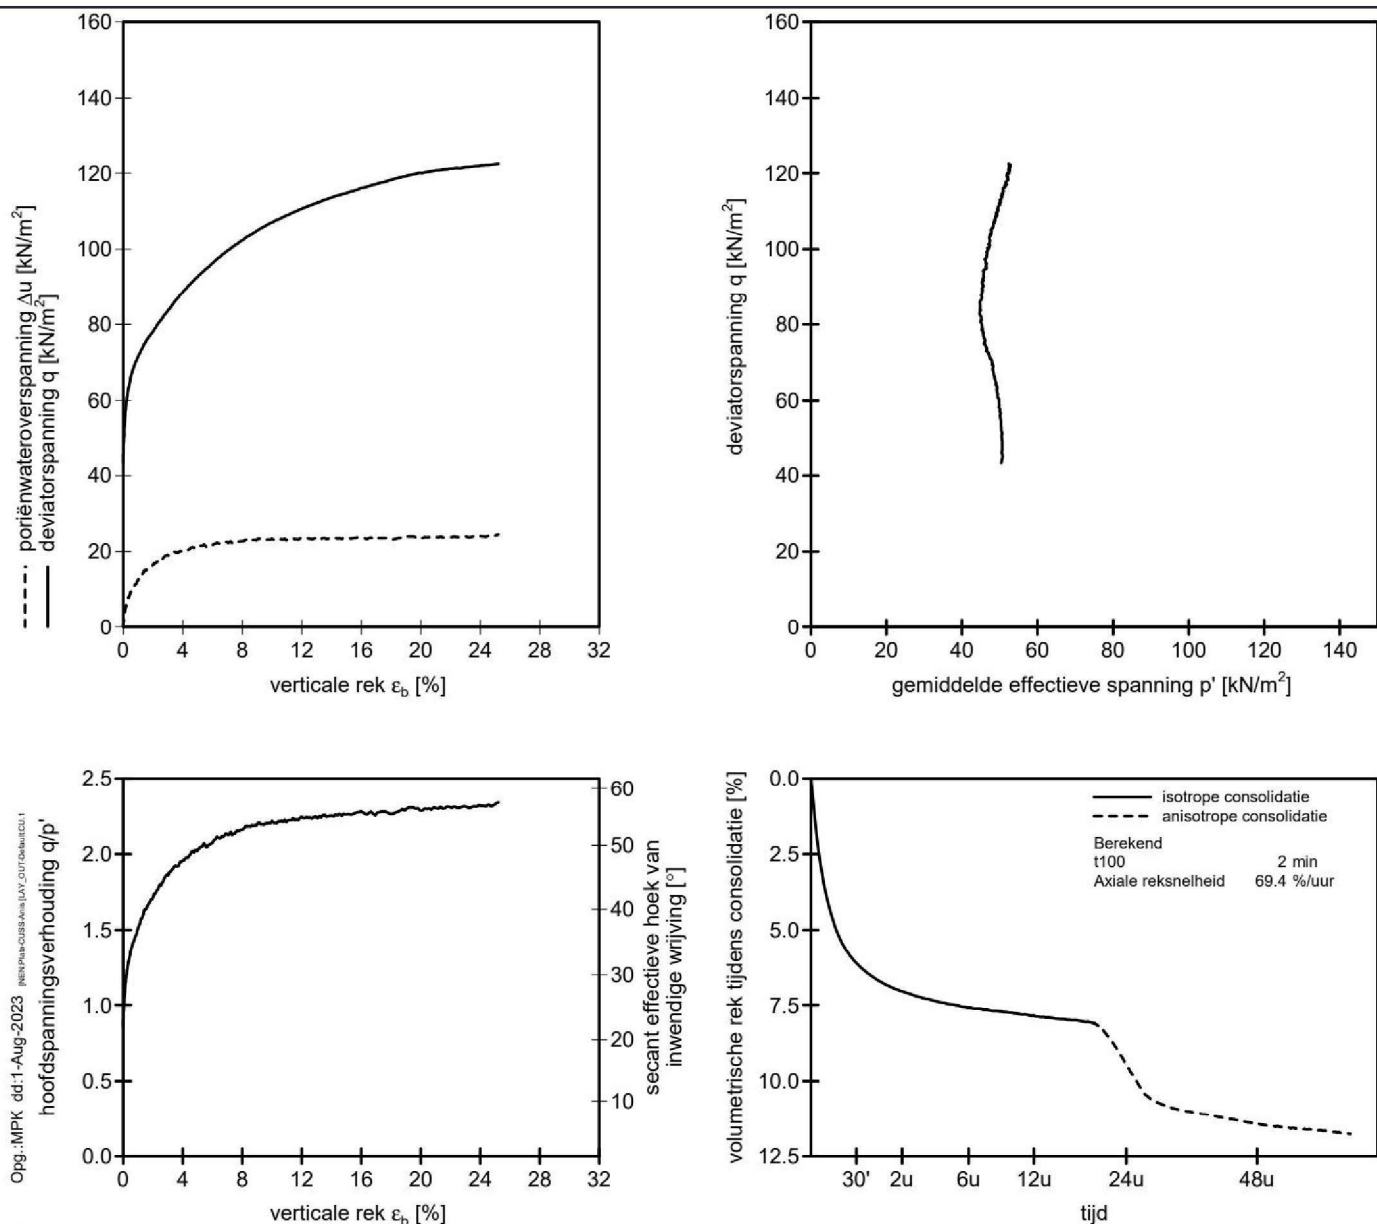 160
140
120
100
80
60
40
20
0
0 4 8 12 16 20 24 28 32
verticale rek εb [%]
poriënwateroverspanning Δu [kN/m²]
deviatorspanning q [kN/m²]
160
140
120
100
80
60
40
20
0
0 20 40 60 80 100 120 140
gemiddelde effectieve spanning p' [kN/m²]
deviatorspanning q [kN/m²]
2.5
2.0
1.5
1.0
0.5
0.0
0 4 8 12 16 20 24 28 32
verticale rek εb [%]
hoofdspanningsverhouding q/p'
60
50
40
30
20
10
secant effectieve hoek van
inwendige wrijving [°]
Opg.:MPK dd:1-Aug-2023
0.0
2.5
5.0
7.5
10.0
12.5
30' 2u 6u 12u 24u 48u
tijd
volumetrische rek tijdens consolidatie [%]
isotrope consolidatie
anisotrope consolidatie
Berekend
t100 2 min
Axiale reksnelheid 69.4 %/uur